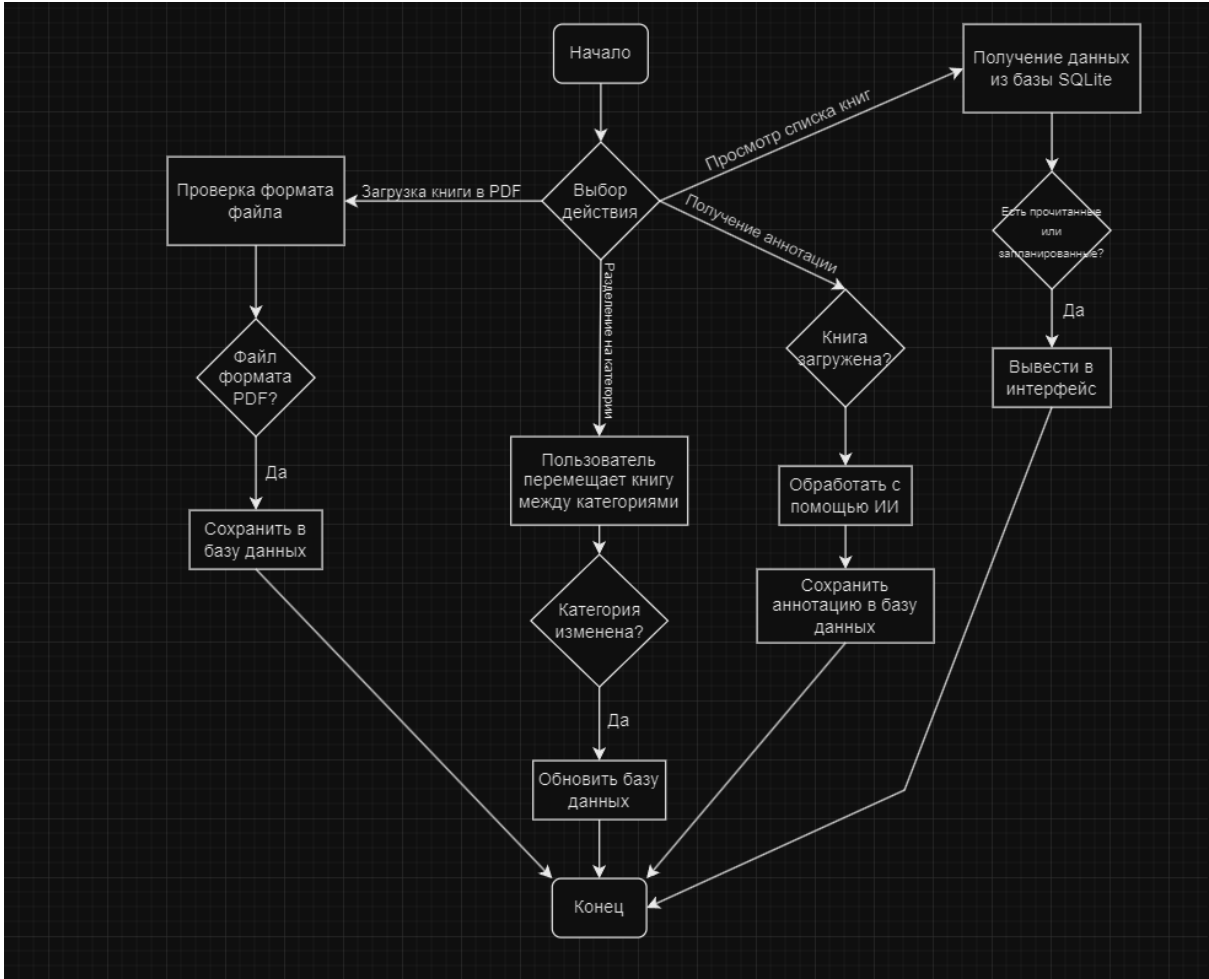 Начало
Получение данных
из базы SQLite
Просмотр списка книг
Проверка формата
файла
Загрузка книги в PDF
Выбор
действия
Получение аннотации
Есть прочитанные
или
запланированные?
Разделение на категории
Да
Файл
формата
PDF?
Книга
загружена?
Вывести в
интерфейс
Да
Пользователь
перемещает книгу
между категориями
Обработать с
помощью ИИ
Сохранить в
базу данных
Категория
изменена?
Сохранить
аннотацию в базу
данных
Да
Обновить базу
данных
Конец